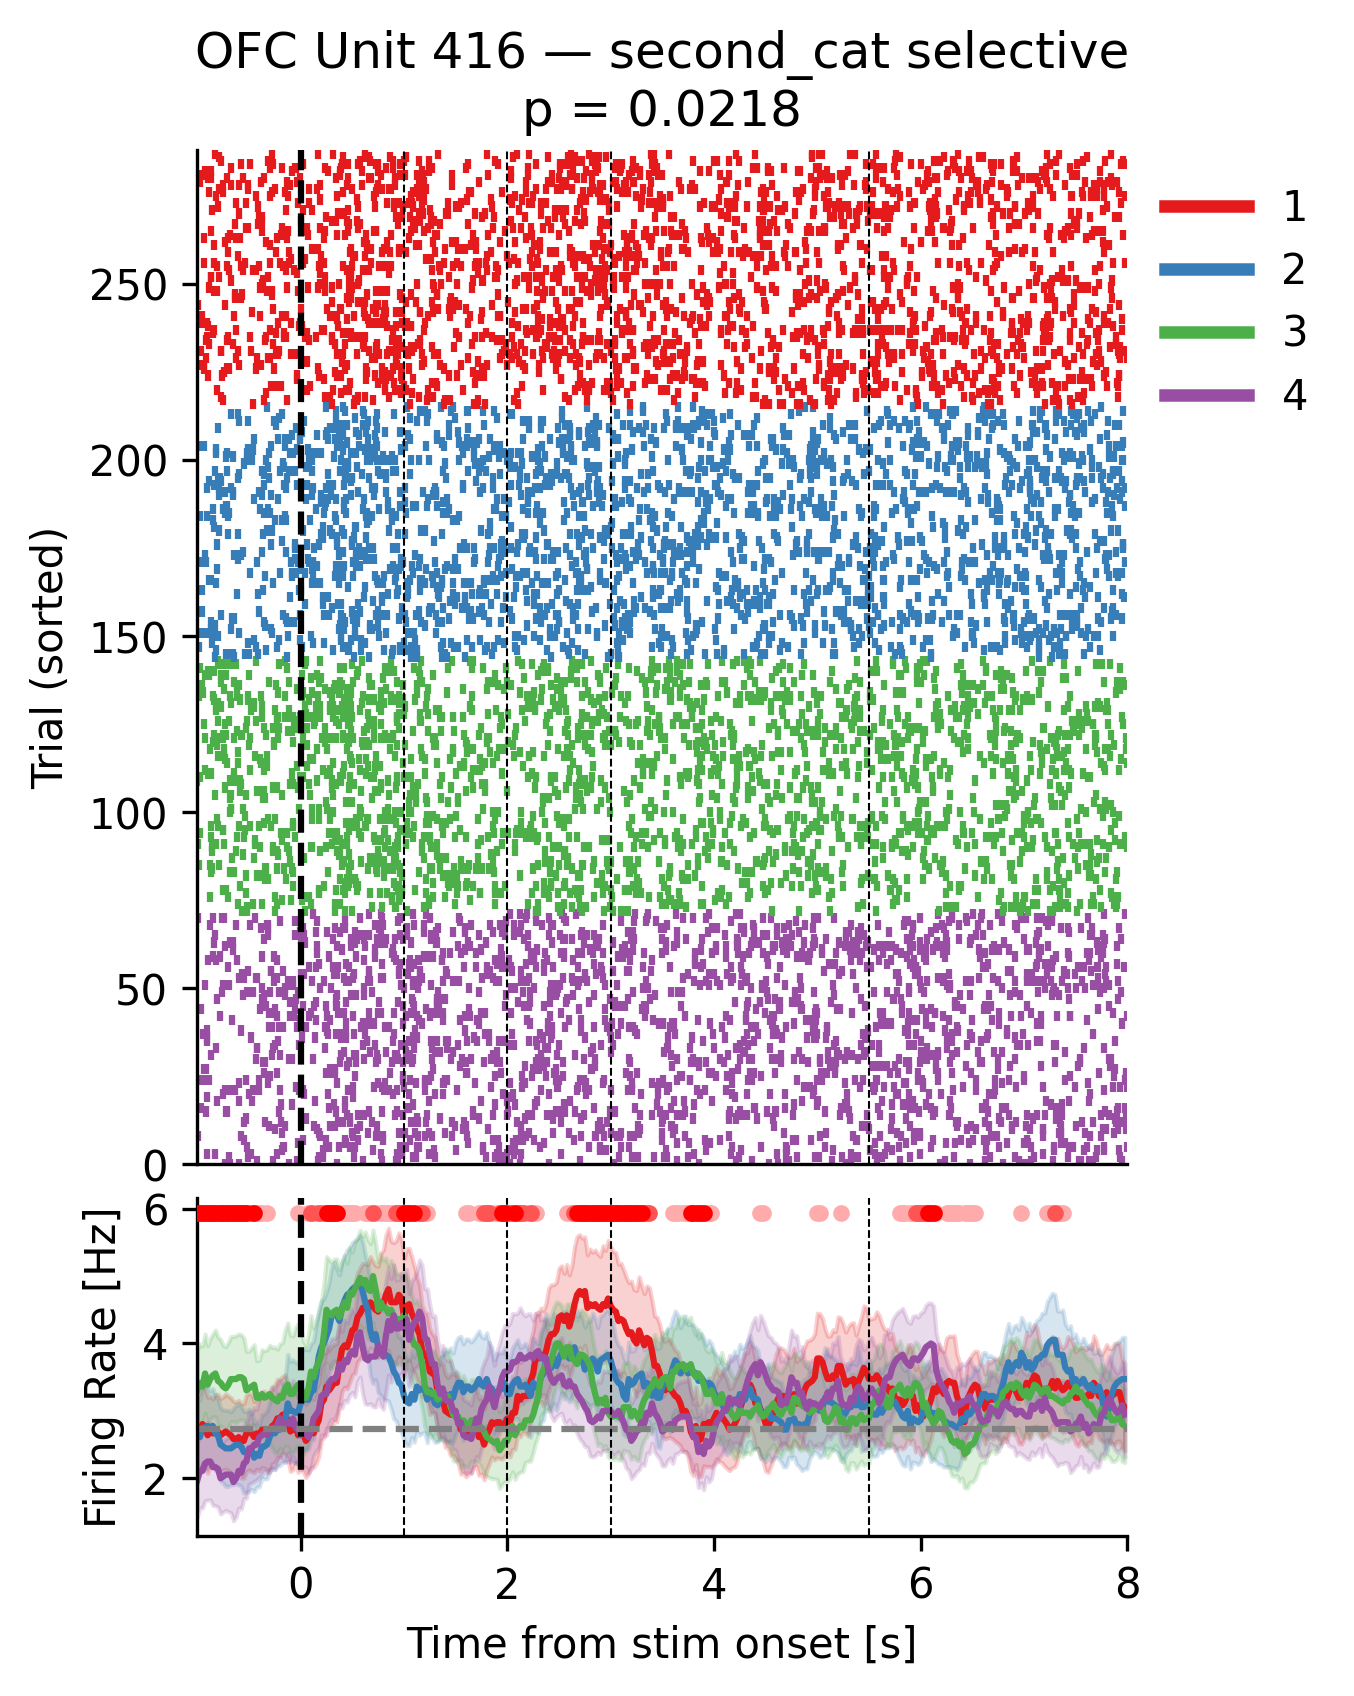 OFC Unit 416 — second_cat selective
p = 0.0218
1
2
3
4
Trial (sorted)
250
200
150
100
50
0
Firing Rate [Hz]
6
4
2
0 2 4 6 8
Time from stim onset [s]